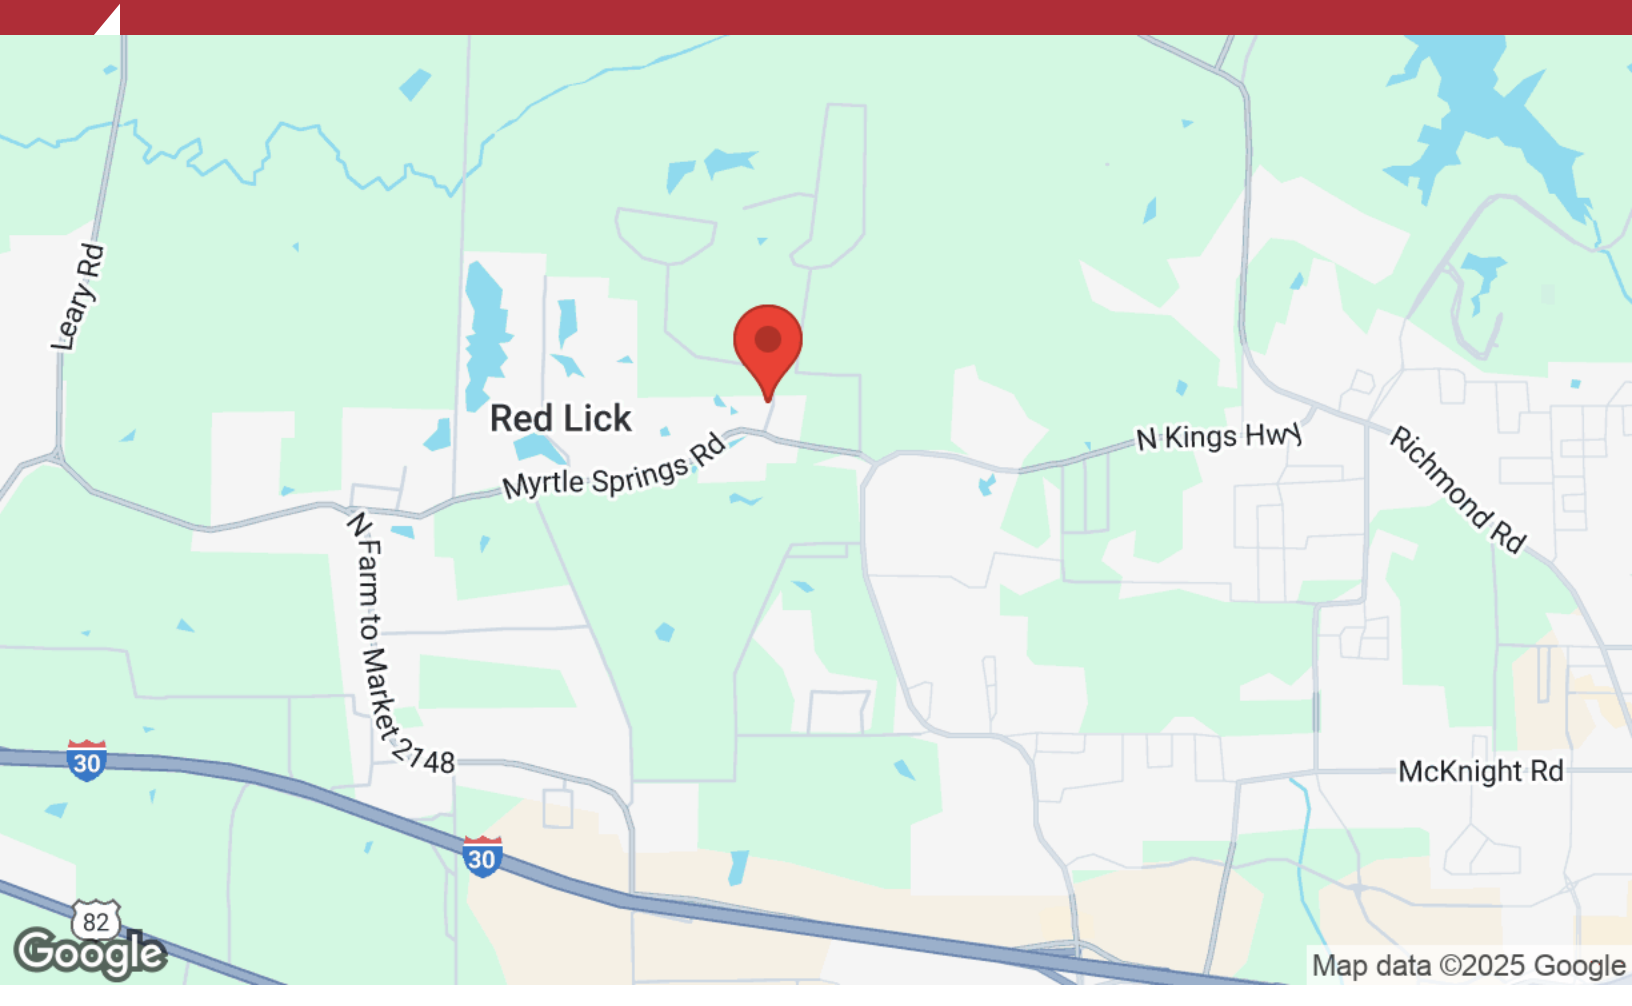 Leary Rd
Red Lick
Myrtle Springs Rd
N Kings Hwy
Richmond Rd
N Farm to Market 2148
30
McKnight Rd
30
82
Google
Map data ©2025 Google